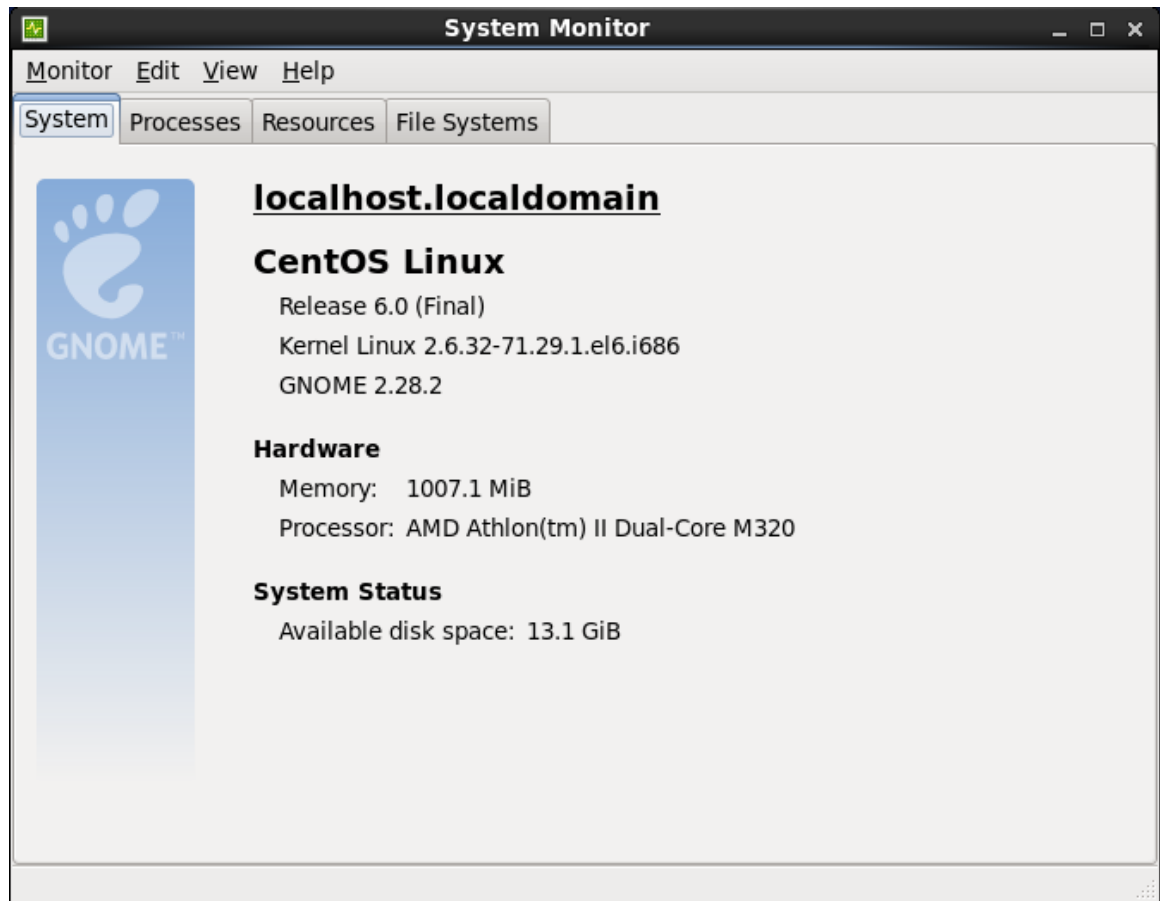 System Monitor
Monitor Edit View Help
System Processes Resources File Systems
GNOME™
localhost.localdomain
CentOS Linux
Release 6.0 (Final)
Kernel Linux 2.6.32-71.29.1.el6.i686
GNOME 2.28.2
Hardware
Memory: 1007.1 MiB
Processor: AMD Athlon(tm) II Dual-Core M320
System Status
Available disk space: 13.1 GiB